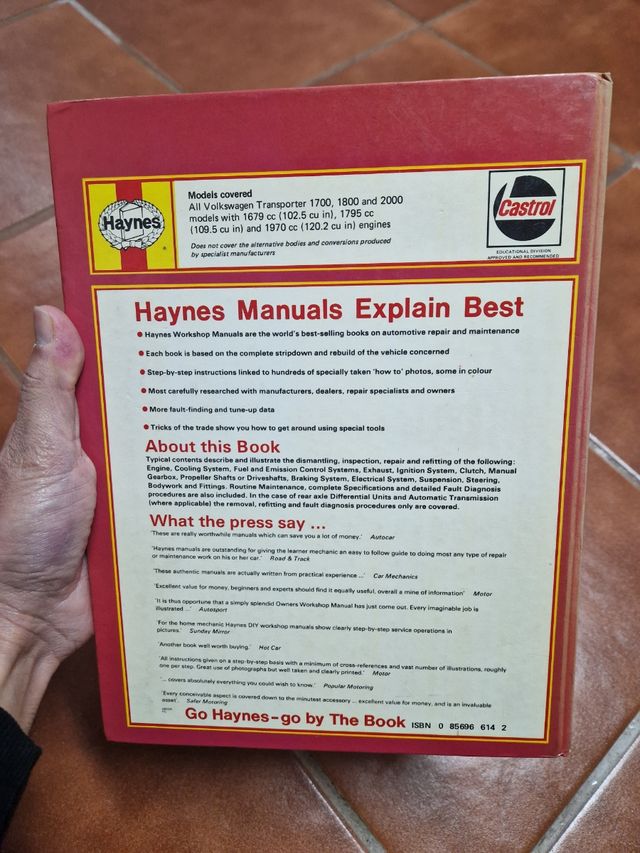 Haynes
®
Models covered
All Volkswagen Transporter 1700, 1800 and 2000
models with 1679 cc (102.5 cu in), 1795 cc
(109.5 cu in) and 1970 cc (120.2 cu in) engines
Does not cover the alternative bodies and conversions produced
by specialist manufacturers
Castrol
EDUCATIONAL DIVISION
APPROVED AND RECOMMENDED
Haynes Manuals Explain Best
● Haynes Workshop Manuals are the world's best-selling books on automotive repair and maintenance
● Each book is based on the complete stripdown and rebuild of the vehicle concerned
● Step-by-step instructions linked to hundreds of specially taken 'how to' photos, some in colour
● Most carefully researched with manufacturers, dealers, repair specialists and owners
● More fault-finding and tune-up data
● Tricks of the trade show you how to get around using special tools
About this Book
Typical contents describe and illustrate the dismantling, inspection, repair and refitting of the following:
Engine, Cooling System, Fuel and Emission Control Systems, Exhaust, Ignition System, Clutch, Manual
Gearbox, Propeller Shafts or Driveshafts, Braking System, Electrical System, Suspension, Steering,
Bodywork and Fittings. Routine Maintenance, complete Specifications and detailed Fault Diagnosis
procedures are also included. In the case of rear axle Differential Units and Automatic Transmission
(where applicable) the removal, refitting and fault diagnosis procedures only are covered.
What the press say ...
'These are really worthwhile manuals which can save you a lot of money.' Autocar
'Haynes manuals are outstanding for giving the learner mechanic an easy to follow guide to doing most any type of repair
or maintenance work on his or her car.' Road & Track
'These authentic manuals are actually written from practical experience ...' Car Mechanics
'Excellent value for money, beginners and experts should find it equally useful, overall a mine of information' Motor
'It is thus opportune that a simply splendid Owners Workshop Manual has just come out. Every imaginable job is
illustrated ...' Autosport
'For the home mechanic Haynes DIY workshop manuals show clearly step-by-step service operations in
pictures.' Sunday Mirror
'Another book well worth buying.' Hot Car
'All instructions given on a step-by-step basis with a minimum of cross-references and vast number of illustrations, roughly
one per step. Great use of photographs but well taken and clearly printed.' Motor
'... covers absolutely everything you could wish to know.' Popular Motoring
'Every conceivable aspect is covered down to the minutest accessory ... excellent value for money, and is an invaluable
asset'. Safer Motoring
Go Haynes-go by The Book ISBN 0 85696 614 2